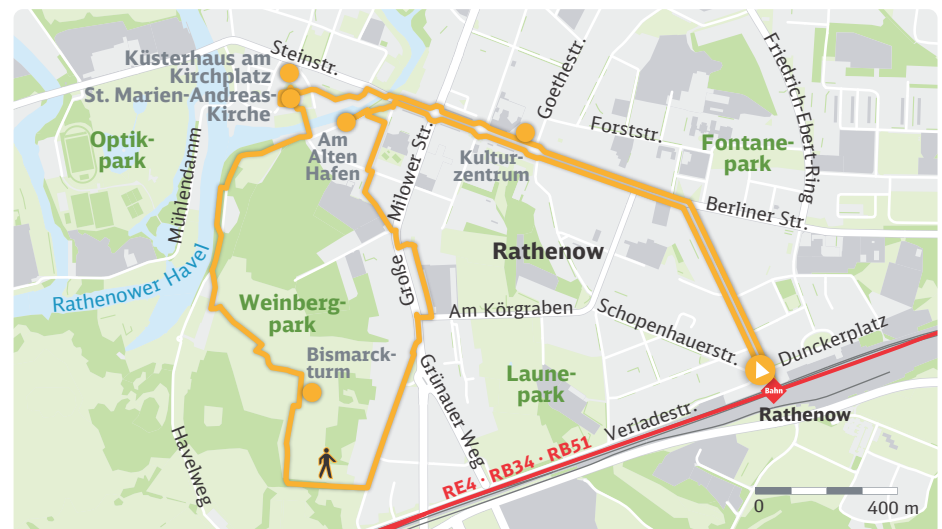 Küsterhaus am
Kirchplatz
St. Marien-Andreas-
Kirche
Steinstr.
Goethestr.
Friedrich-Ebert-Ring
Optik-
park
Mühlendamm
Am
Alten
Hafen
Milower Str.
Große
Kultur-
zentrum
Forststr.
Fontane-
park
Berliner Str.
Rathenower Havel
Rathenow
Weinberg-
park
Am Körgraben
Schopenhauerstr.
Dunckerplatz
Bismarck-
turm
Grünauer Weg
Laune-
park
Verladestr.
Bahn
Rathenow
Havelweg
RE4 · RB34 · RB51
0
400 m